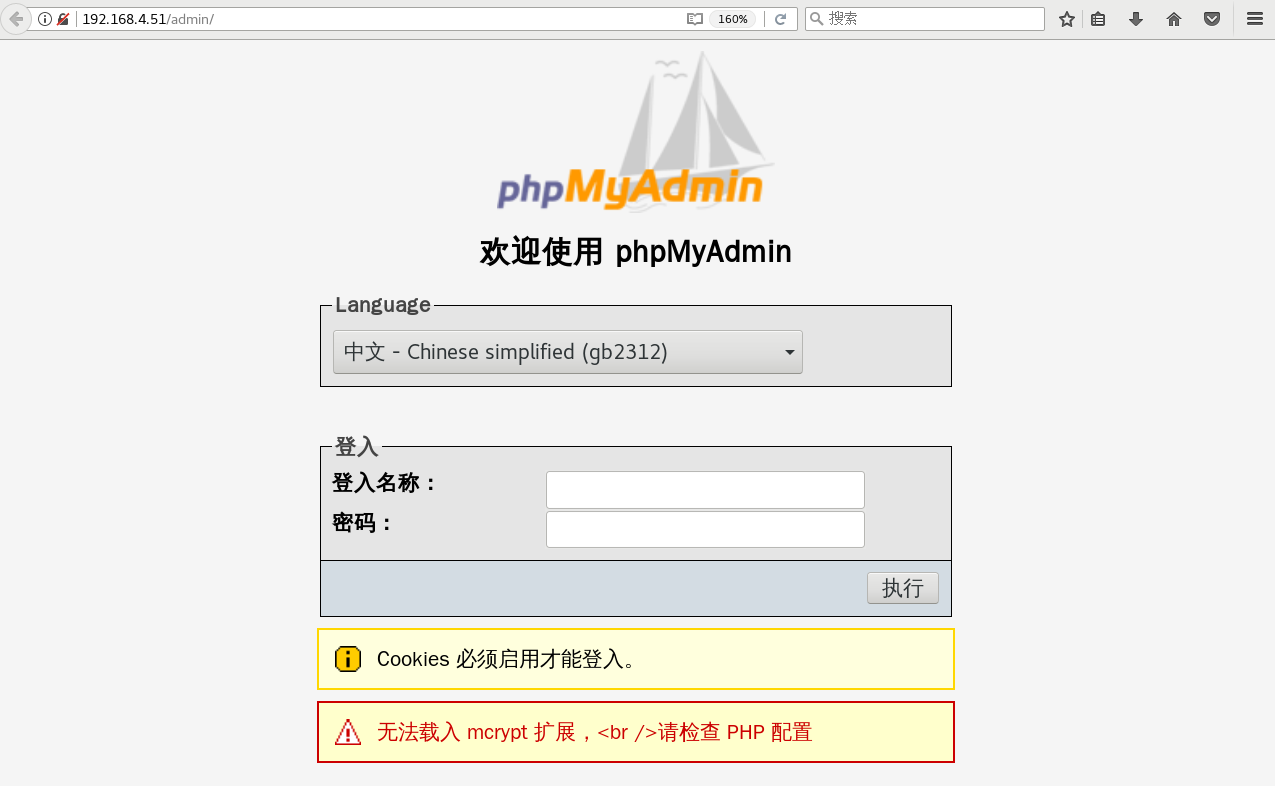 192.168.4.51/admin/
160%
搜索
phpMyAdmin
欢迎使用 phpMyAdmin
Language
中文 - Chinese simplified (gb2312)
登入
登入名称：
密码：
执行
Cookies 必须启用才能登入。
无法载入 mcrypt 扩展，<br />请检查 PHP 配置